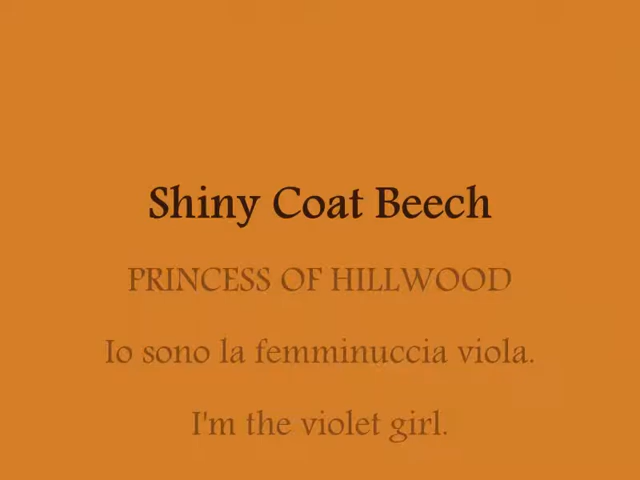 Shiny Coat Beech
PRINCESS OF HILLWOOD
Io sono la femminuccia viola.
I'm the violet girl.